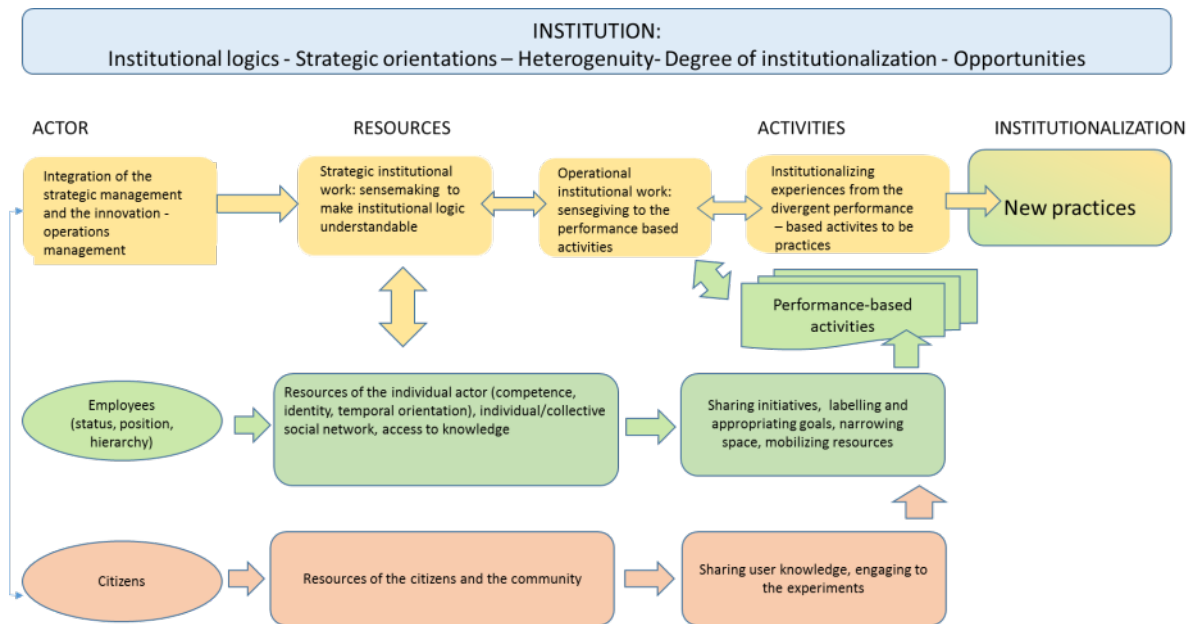 INSTITUTION:
Institutional logics - Strategic orientations – Heterogenuity- Degree of institutionalization - Opportunities
ACTOR
RESOURCES
ACTIVITIES
INSTITUTIONALIZATION
Integration of the
strategic management
and the innovation -
operations
management
Strategic institutional
work: sensemaking to
make institutional logic
understandable
Operational
institutional work:
sensegiving to the
performance based
activities
Institutionalizing
experiences from the
divergent performance
– based activites to be
practices
New practices
Performance-based
activities
Employees
(status, position,
hierarchy)
Resources of the individual actor (competence,
identity, temporal orientation), individual/collective
social network, access to knowledge
Sharing initiatives, labelling and
appropriating goals, narrowing
space, mobilizing resources
Citizens
Resources of the citizens and the community
Sharing user knowledge, engaging to
the experiments